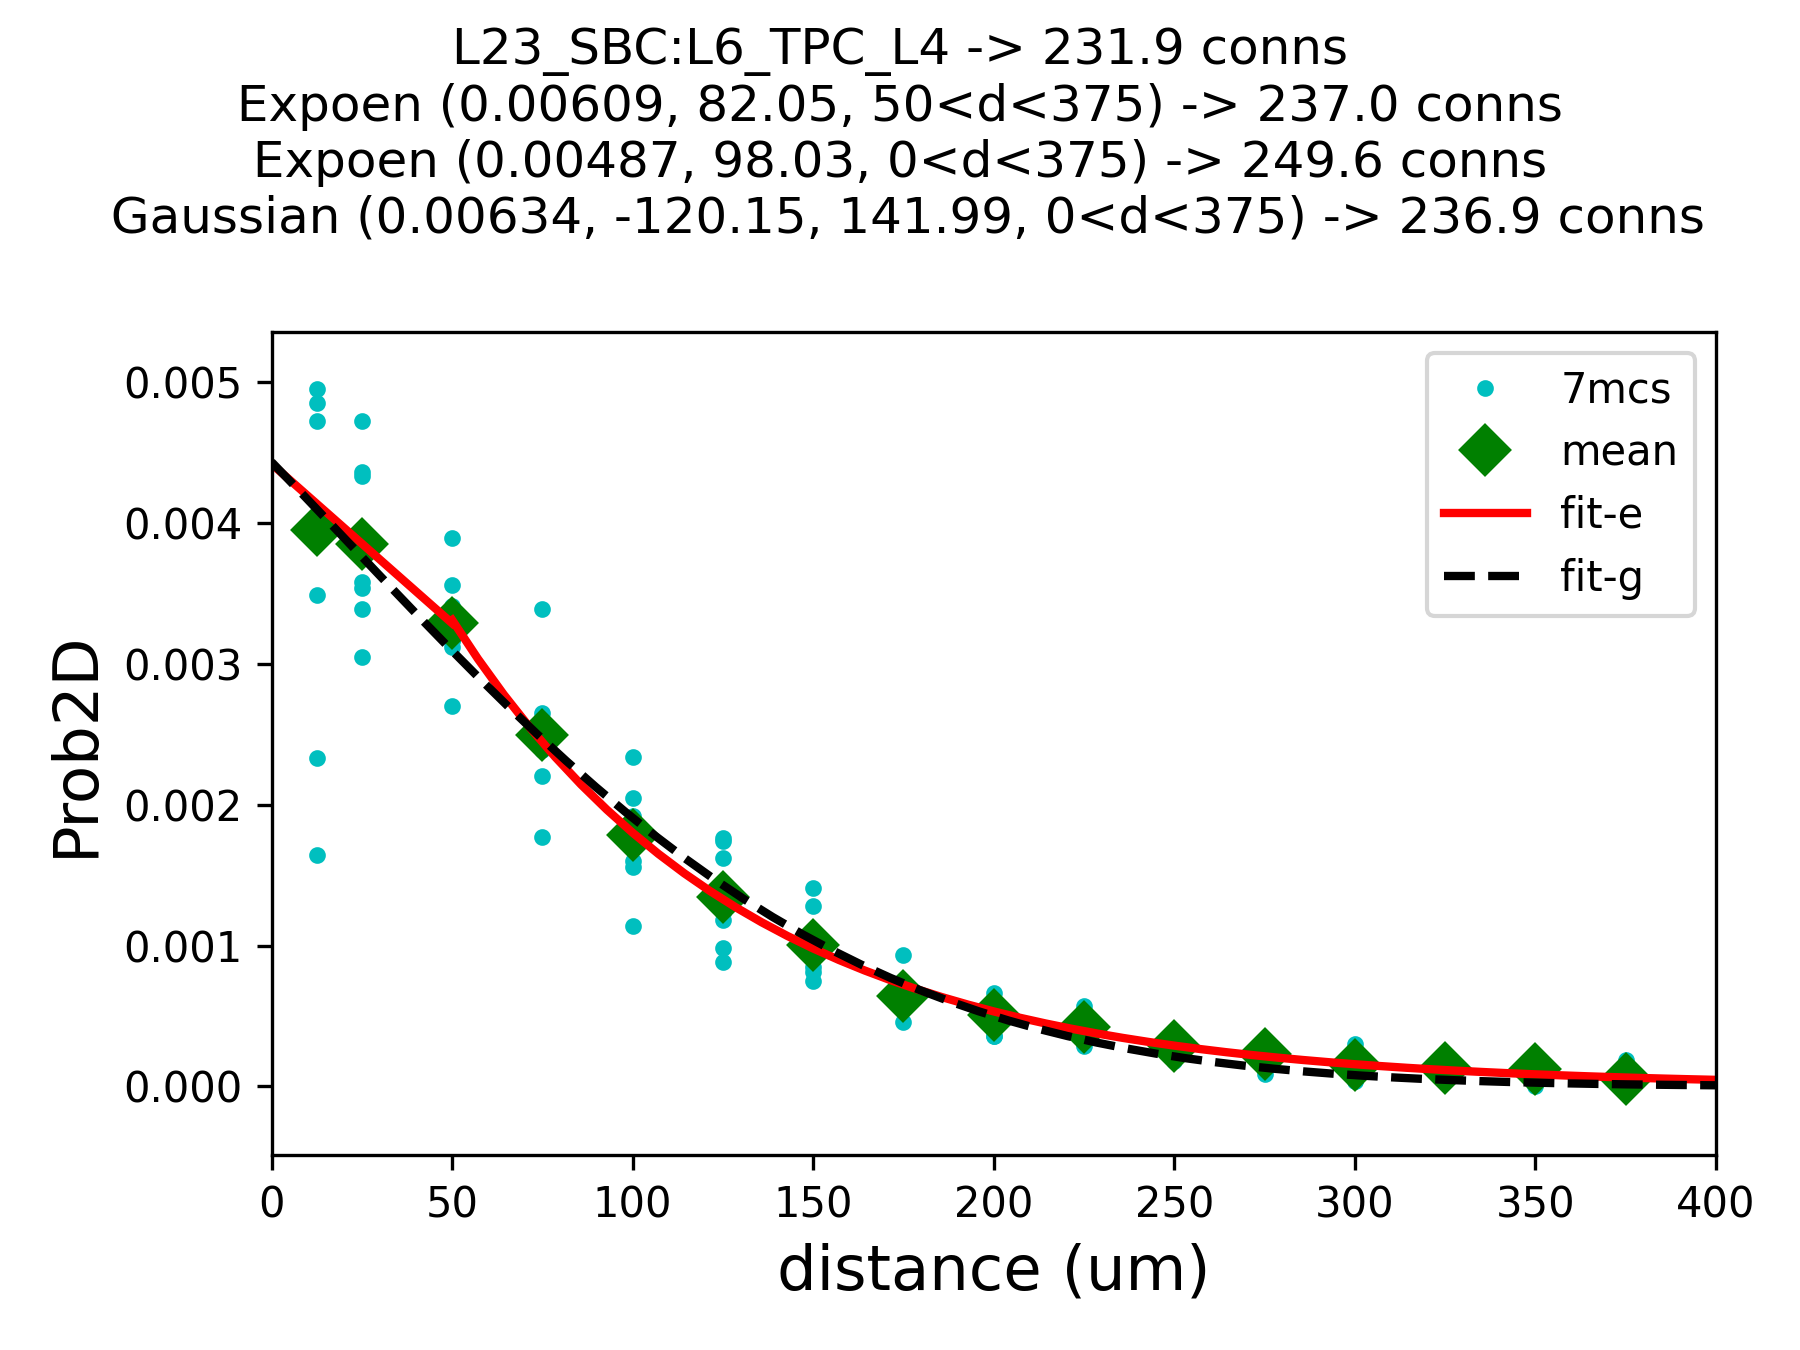 L23_SBC:L6_TPC_L4 -> 231.9 conns
Expoen (0.00609, 82.05, 50<d<375) -> 237.0 conns
Expoen (0.00487, 98.03, 0<d<375) -> 249.6 conns
Gaussian (0.00634, -120.15, 141.99, 0<d<375) -> 236.9 conns
7mcs
mean
fit-e
fit-g
Prob2D
0.005
0.004
0.003
0.002
0.001
0.000
0 50 100 150 200 250 300 350 400
distance (um)